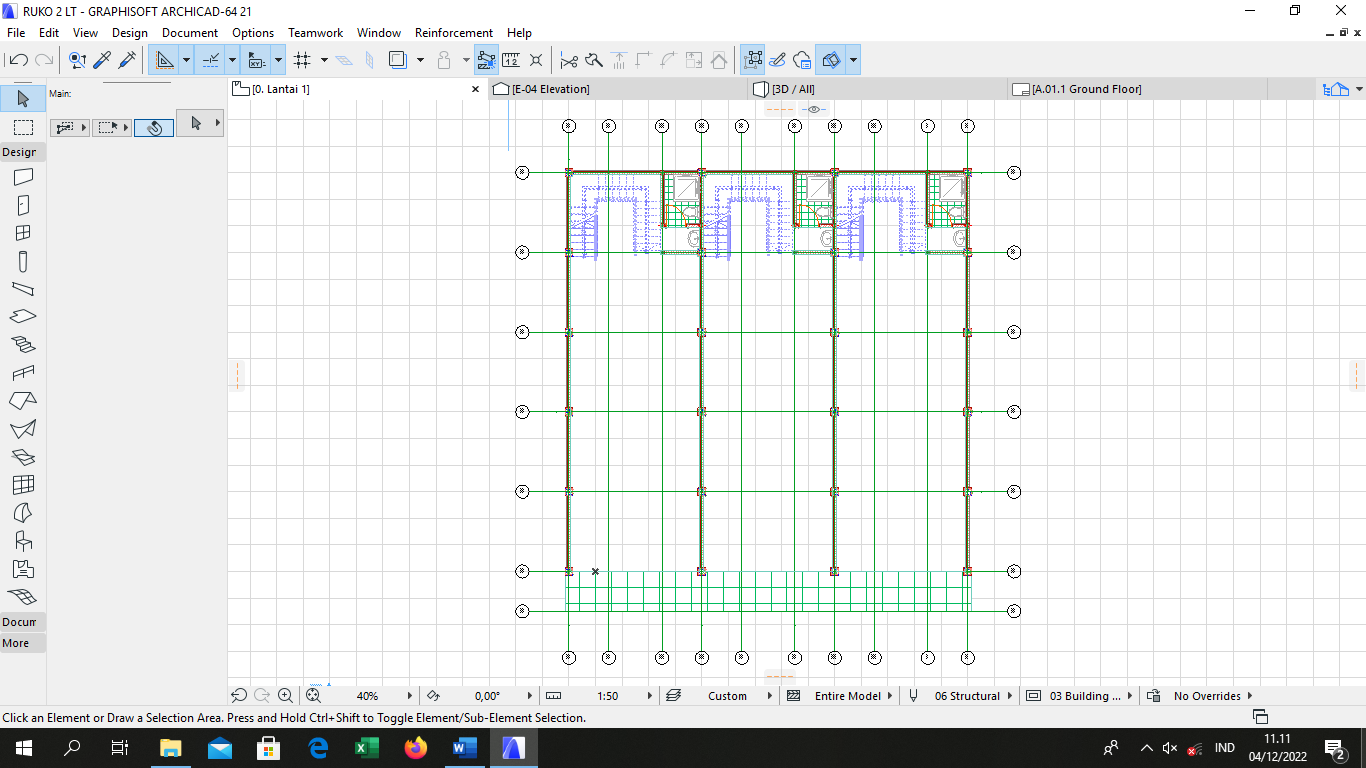 RUKO 2 LT - GRAPHISOFT ARCHICAD-64 21
File Edit View Design Document Options Teamwork Window Reinforcement Help
Main:
[0. Lantai 1]
[E-04 Elevation]
[3D / All]
[A.01.1 Ground Floor]
Design
Docum
More
40%
0,00°
1:50
Custom
Entire Model
06 Structural
03 Building ...
No Overrides
Click an Element or Draw a Selection Area. Press and Hold Ctrl+Shift to Toggle Element/Sub-Element Selection.
IND
11.11
04/12/2022
2